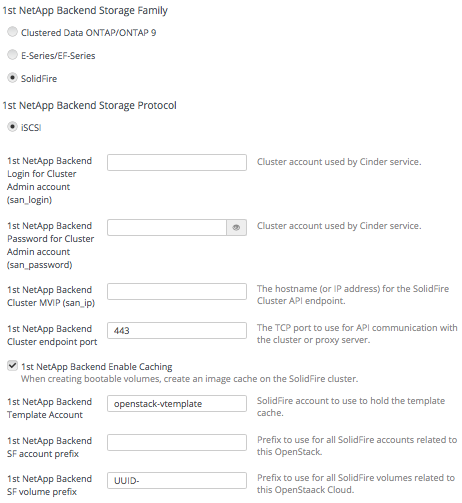 1st NetApp Backend Storage Family
Clustered Data ONTAP/ONTAP 9
E-Series/EF-Series
SolidFire
1st NetApp Backend Storage Protocol
iSCSI
1st NetApp Backend
Login for Cluster
Admin account
(san_login)
Cluster account used by Cinder service.
1st NetApp Backend
Password for Cluster
Admin account
(san_password)
Cluster account used by Cinder service.
1st NetApp Backend
Cluster MVIP (san_ip)
The hostname (or IP address) for the SolidFire
Cluster API endpoint.
1st NetApp Backend
Cluster endpoint port
443
The TCP port to use for API communication with
the cluster or proxy server.
1st NetApp Backend Enable Caching
When creating bootable volumes, create an image cache on the SolidFire cluster.
1st NetApp Backend
Template Account
openstack-vtemplate
SolidFire account to use to hold the template
cache.
1st NetApp Backend
SF account prefix
Prefix to use for all SolidFire accounts related to
this OpenStack.
1st NetApp Backend
SF volume prefix
UUID-
Prefix to use for all SolidFire volumes related to
this OpenStaack Cloud.